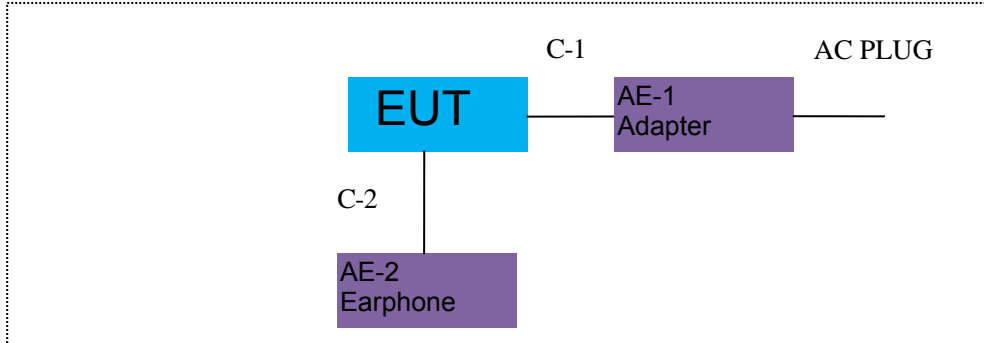 C-1
AC PLUG
EUT
AE-1
Adapter
C-2
AE-2
Earphone